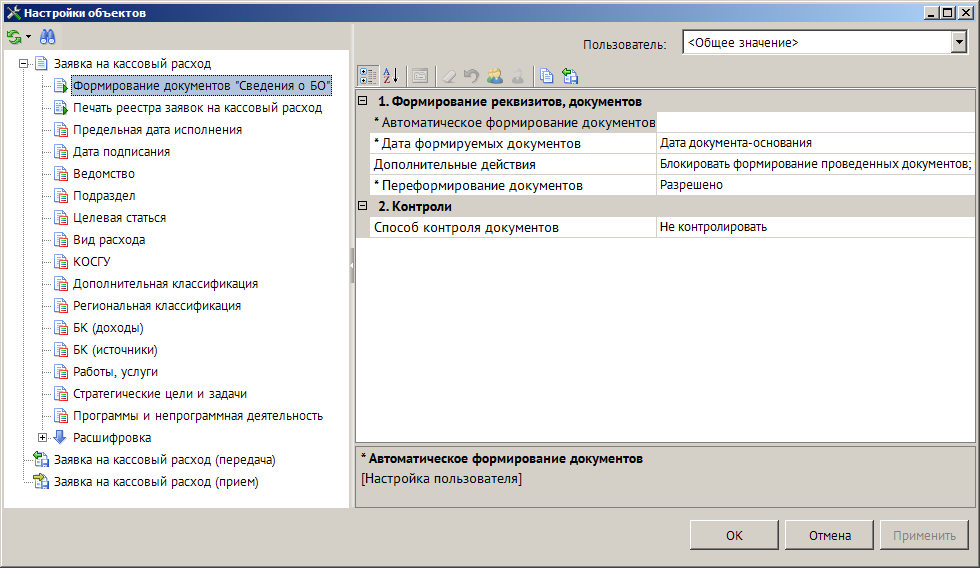 Настройки объектов
Пользователь: <Общее значение>
Заявка на кассовый расход
Формирование документов "Сведения о БО"
Печать реестра заявок на кассовый расход
Предельная дата исполнения
Дата подписания
Ведомство
Подраздел
Целевая статься
Вид расхода
КОСГУ
Дополнительная классификация
Региональная классификация
БК (доходы)
БК (источники)
Работы, услуги
Стратегические цели и задачи
Программы и непрограммная деятельность
Расшифровка
Заявка на кассовый расход (передача)
Заявка на кассовый расход (прием)
1. Формирование реквизитов, документов
* Автоматическое формирование документов
* Дата формируемых документов Дата документа-основания
Дополнительные действия Блокировать формирование проведенных документов;
* Переформирование документов Разрешено
2. Контроли
Способ контроля документов Не контролировать
* Автоматическое формирование документов
[Настройка пользователя]
OK Отмена Применить